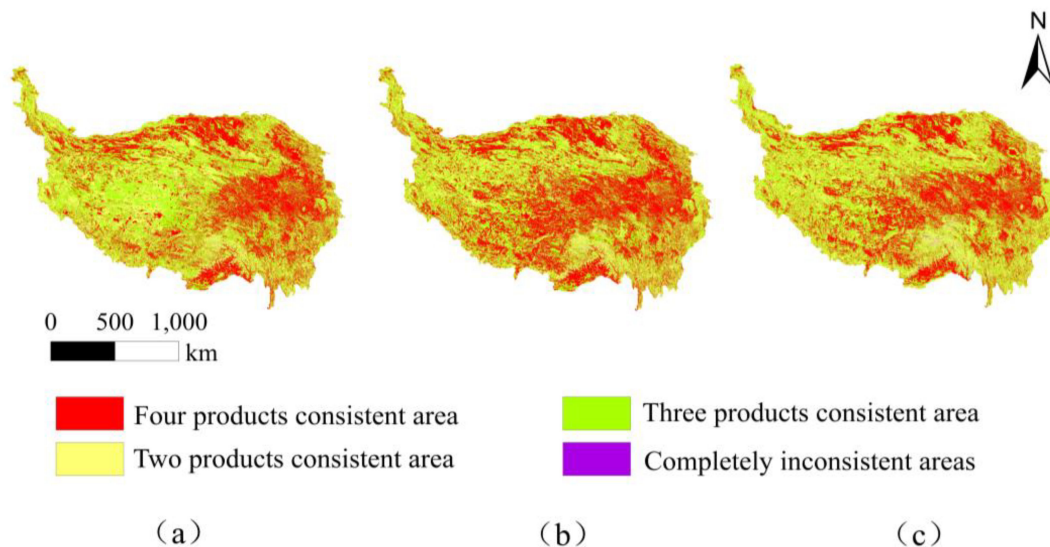 N
0 500 1,000
km
Four products consistent area
Three products consistent area
Two products consistent area
Completely inconsistent areas
（a）
（b）
（c）